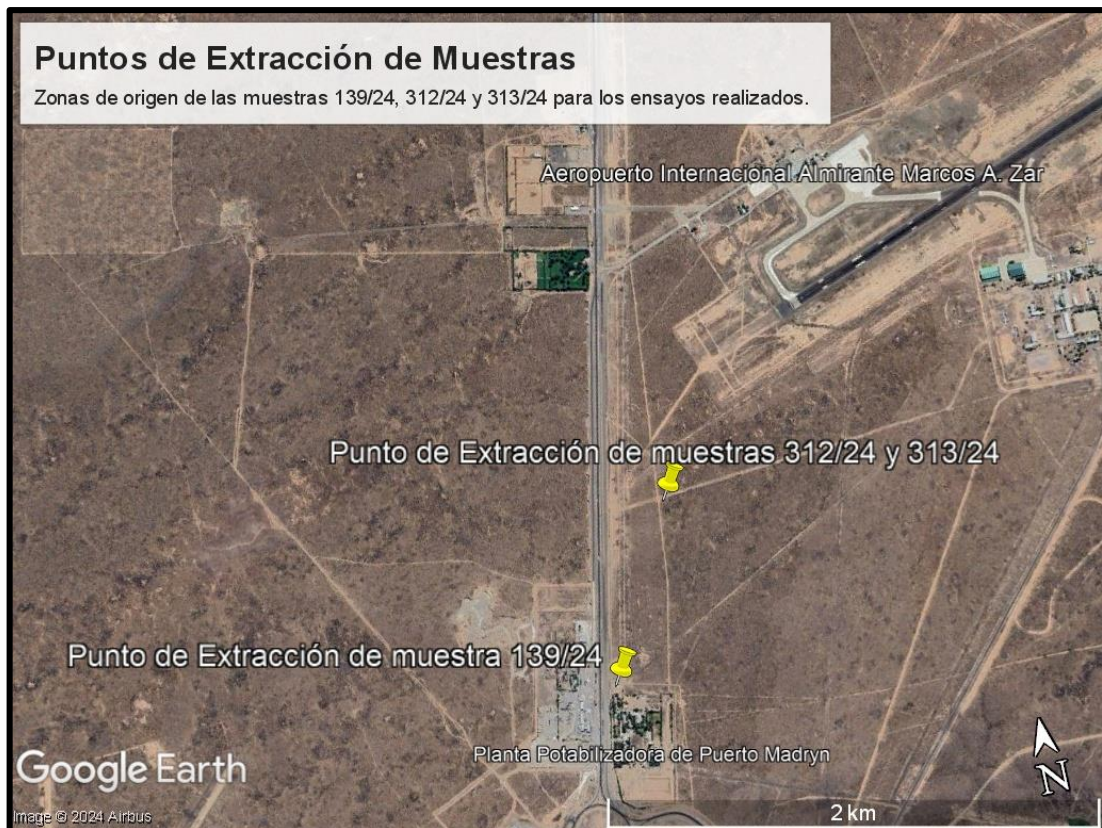 Puntos de Extracción de Muestras
Zonas de origen de las muestras 139/24, 312/24 y 313/24 para los ensayos realizados.
Aeropuerto Internacional Almirante Marcos A. Zar
Punto de Extracción de muestras 312/24 y 313/24
Punto de Extracción de muestra 139/24
Planta Potabilizadora de Puerto Madryn
Google Earth
N
Image © 2024 Airbus
2 km